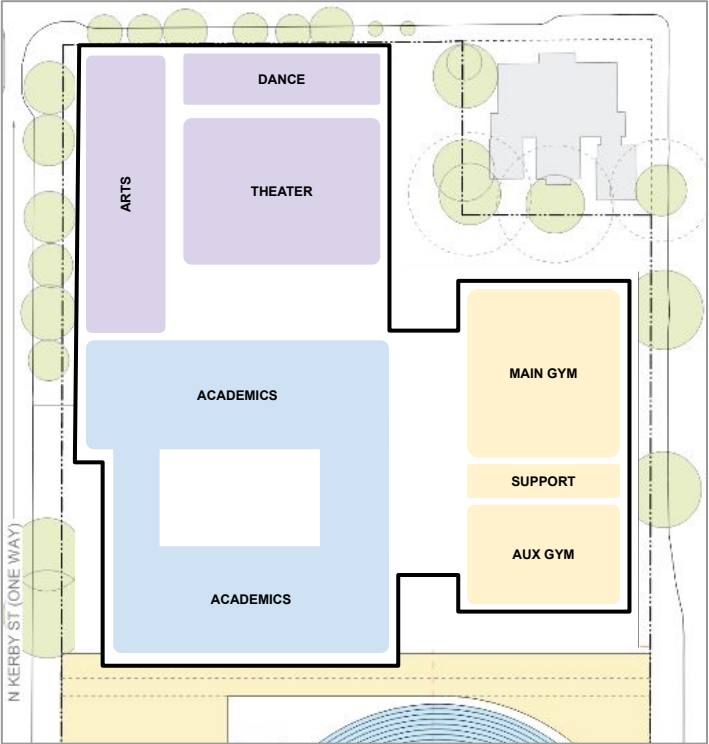 DANCE
ARTS
THEATER
MAIN GYM
ACADEMICS
SUPPORT
AUX GYM
ACADEMICS
N KERBY ST (ONE WAY)